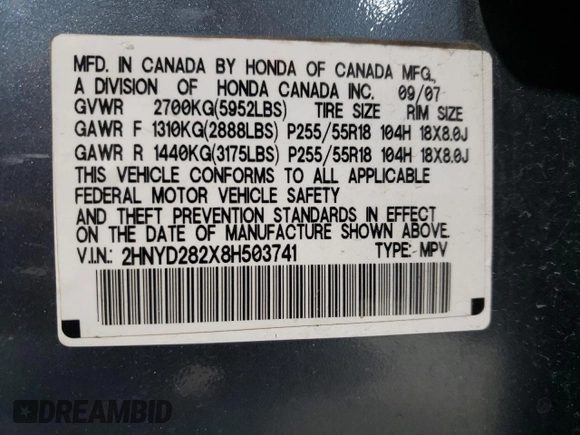 MFD. IN CANADA BY HONDA OF CANADA MFG.,
A DIVISION OF HONDA CANADA INC. 09/07
GVWR 2700KG(5952LBS) TIRE SIZE RIM SIZE
GAWR F 1310KG(2888LBS) P255/55R18 104H 18X8.0J
GAWR R 1440KG(3175LBS) P255/55R18 104H 18X8.0J
THIS VEHICLE CONFORMS TO ALL APPLICABLE
FEDERAL MOTOR VEHICLE SAFETY
AND THEFT PREVENTION STANDARDS IN EFFECT
ON THE DATE OF MANUFACTURE SHOWN ABOVE.
V.I.N.: 2HNYD282X8H503741 TYPE: MPV
DREAMBID